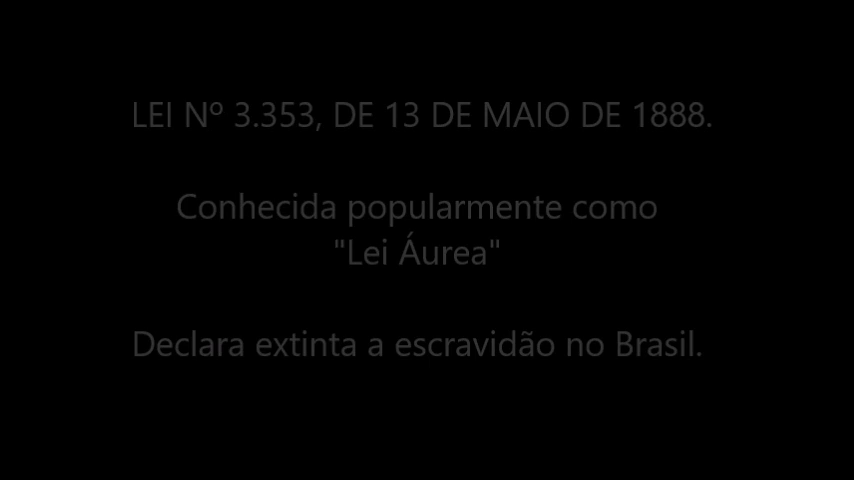 LEI Nº 3.353, DE 13 DE MAIO DE 1888.
Conhecida popularmente como
"Lei Áurea"
Declara extinta a escravidão no Brasil.